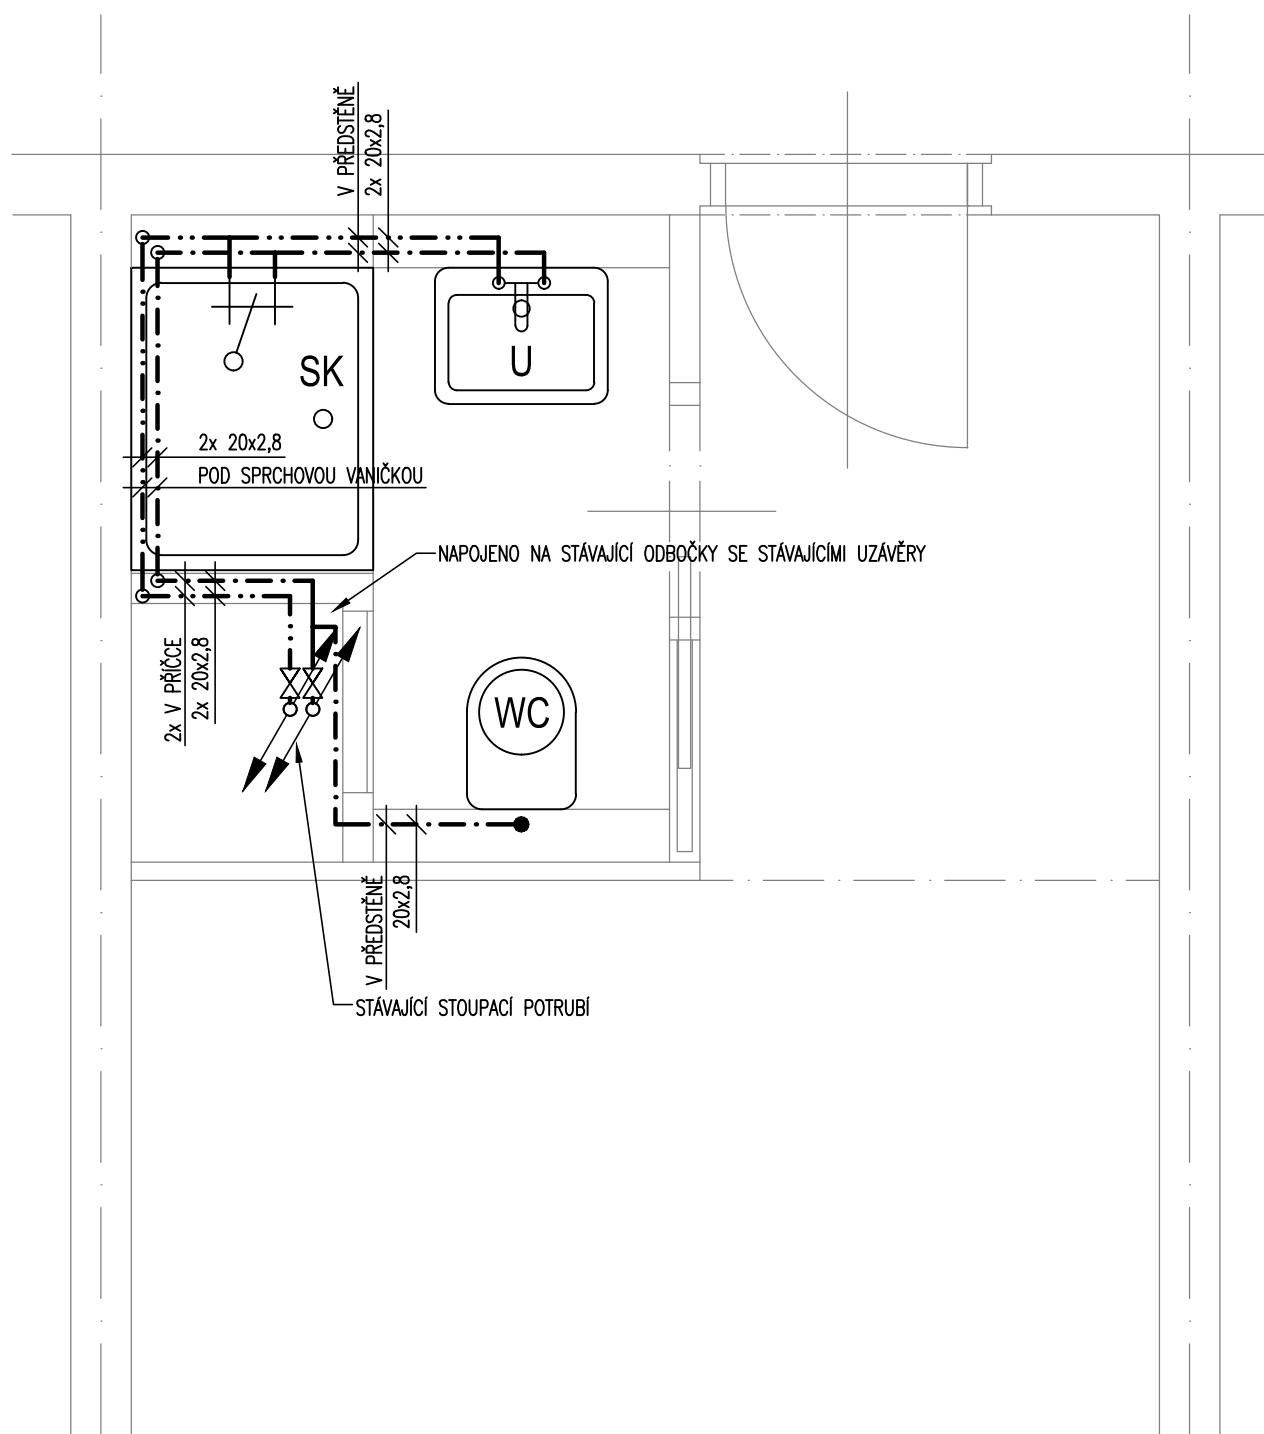 V PŘEDSTĚNĚ
2x 20x2,8
SK
U
2x 20x2,8
POD SPRCHOVOU VANIČKOU
NAPOJENO NA STÁVAJÍCÍ ODBOČKY SE STÁVAJÍCÍMI UZÁVĚRY
2x V PŘÍČCE
2x 20x2,8
WC
V PŘEDSTĚNĚ
20x2,8
STÁVAJÍCÍ STOUPACÍ POTRUBÍ